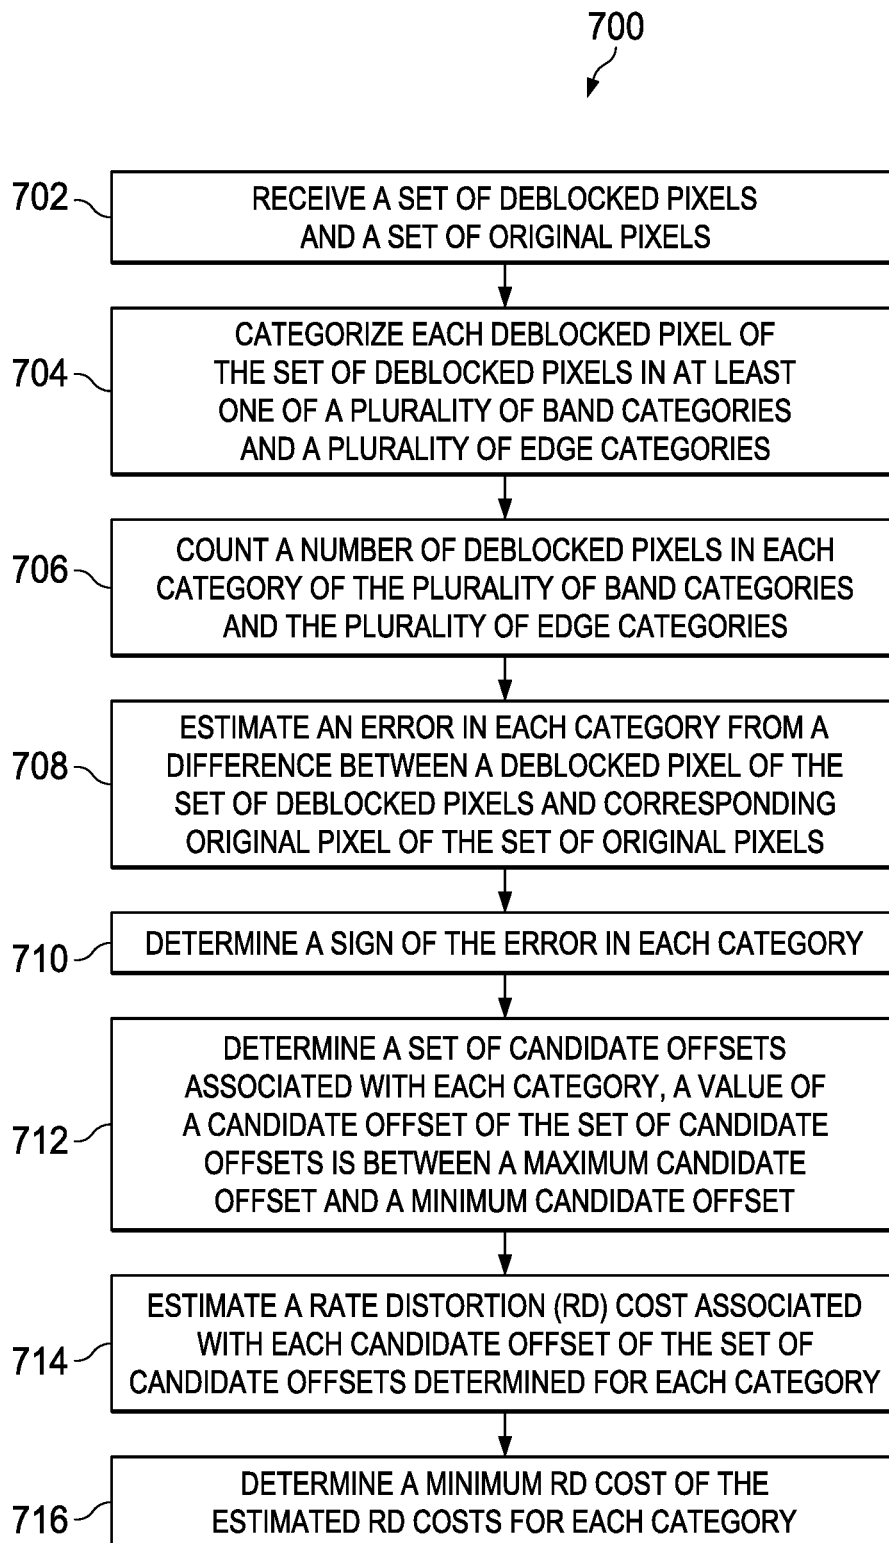 700
702
RECEIVE A SET OF DEBLOCKED PIXELS
AND A SET OF ORIGINAL PIXELS
704
CATEGORIZE EACH DEBLOCKED PIXEL OF
THE SET OF DEBLOCKED PIXELS IN AT LEAST
ONE OF A PLURALITY OF BAND CATEGORIES
AND A PLURALITY OF EDGE CATEGORIES
706
COUNT A NUMBER OF DEBLOCKED PIXELS IN EACH
CATEGORY OF THE PLURALITY OF BAND CATEGORIES
AND THE PLURALITY OF EDGE CATEGORIES
708
ESTIMATE AN ERROR IN EACH CATEGORY FROM A
DIFFERENCE BETWEEN A DEBLOCKED PIXEL OF THE
SET OF DEBLOCKED PIXELS AND CORRESPONDING
ORIGINAL PIXEL OF THE SET OF ORIGINAL PIXELS
710
DETERMINE A SIGN OF THE ERROR IN EACH CATEGORY
712
DETERMINE A SET OF CANDIDATE OFFSETS
ASSOCIATED WITH EACH CATEGORY, A VALUE OF
A CANDIDATE OFFSET OF THE SET OF CANDIDATE
OFFSETS IS BETWEEN A MAXIMUM CANDIDATE
OFFSET AND A MINIMUM CANDIDATE OFFSET
714
ESTIMATE A RATE DISTORTION (RD) COST ASSOCIATED
WITH EACH CANDIDATE OFFSET OF THE SET OF
CANDIDATE OFFSETS DETERMINED FOR EACH CATEGORY
716
DETERMINE A MINIMUM RD COST OF THE
ESTIMATED RD COSTS FOR EACH CATEGORY